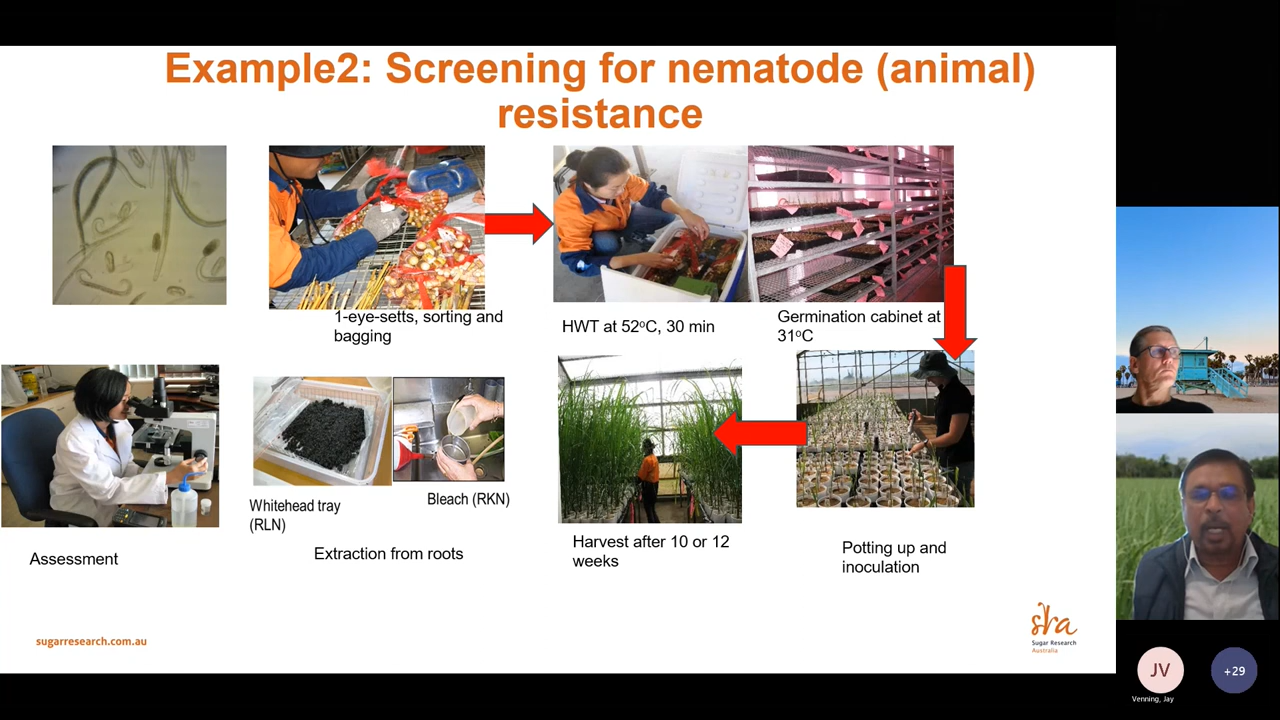 Example2: Screening for nematode (animal)
resistance
1-eye-setts, sorting and
bagging
HWT at 52ºC, 30 min
Germination cabinet at
31ºC
Whitehead tray
(RLN)
Bleach (RKN)
Extraction from roots
Assessment
Harvest after 10 or 12
weeks
Potting up and
inoculation
sugarresearch.com.au
sra
Sugar Research
Australia
JV
+29
Venning, Jay